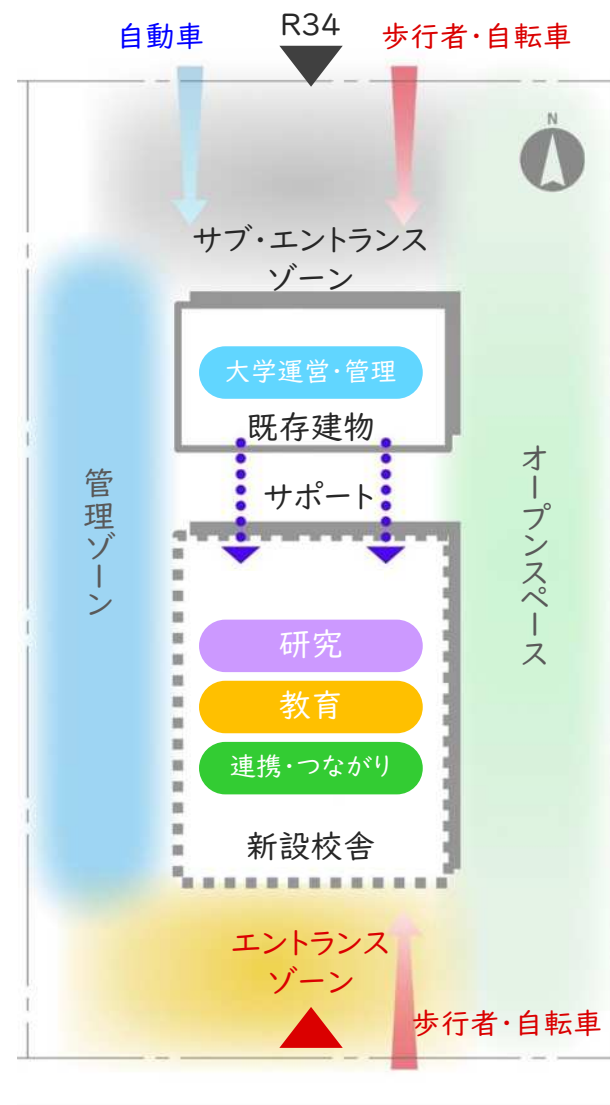 R34
自動車
歩行者・自転車
N
サブ・エントランス
ゾーン
大学運営・管理
既存建物
サポート
管理ゾーン
オープンスペース
研究
教育
連携・つながり
新設校舎
エントランス
ゾーン
歩行者・自転車